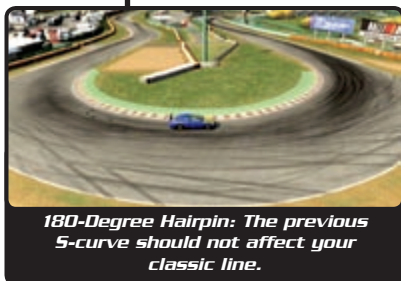 180-Degree Hairpin: The previous
S-curve should not affect your
classic line.